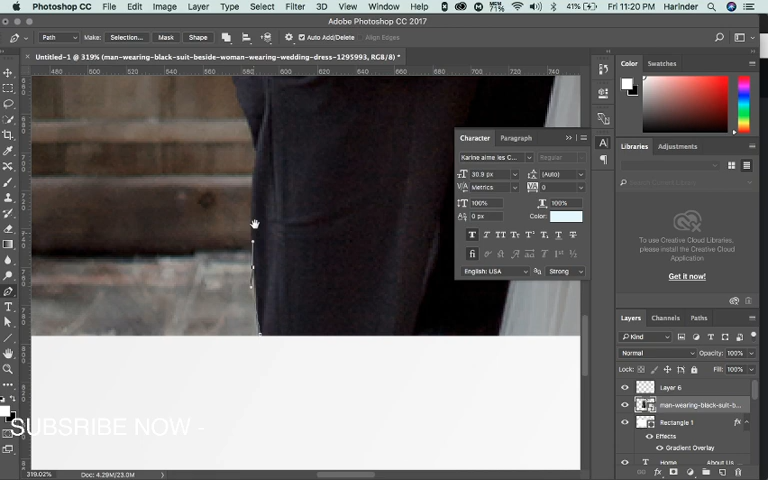 Photoshop CC File Edit Image Layer Type Select Filter 3D View Window Help MEM 71% 41% Fri 11:20 PM Harinder
Adobe Photoshop CC 2017
Path Make: Selection... Mask Shape Auto Add/Delete Align Edges
Untitled-1 @ 319% (man-wearing-black-suit-beside-woman-wearing-wedding-dress-1295993, RGB/8) *
480 500 520 540 560 580 600 620 640 660 680 700 720 740
Color Swatches
Character Paragraph
Karine aime les C... Regular
30.9 px (Auto)
Metrics 0
100% 100%
0 px Color:
English: USA aa Strong
Libraries Adjustments
To use Creative Cloud Libraries,
please install the Creative Cloud
Application
Get it now!
Layers Channels Paths
Kind
Normal Opacity: 100%
Lock: Fill: 100%
Layer 6
man-wearing-black-suit-b...
Rectangle 1 fx
Effects
Gradient Overlay
Home
SUBSRIBE NOW -
319.02% Doc: 4.29M/23.0M